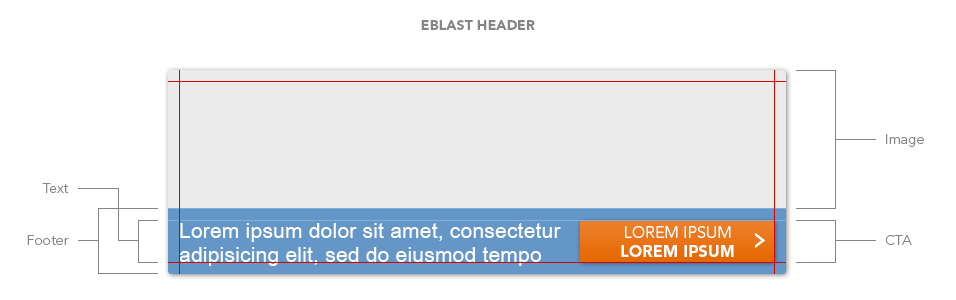 EBLAST HEADER
Image
Text
Footer
Lorem ipsum dolor sit amet, consectetur
adipisicing elit, sed do eiusmod tempo
LOREM IPSUM
LOREM IPSUM
CTA